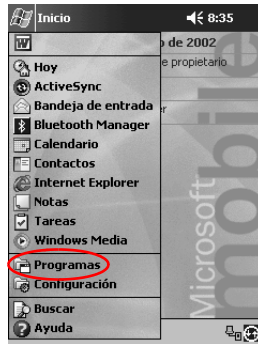 Inicio 8:35
o de 2002
Hoy
e propietario
ActiveSync
Bandeja de entrada
Bluetooth Manager
Calendario
Contactos
Internet Explorer
Notas
Tareas
Windows Media
Programas
Configuración
Buscar
Ayuda
Microsoft
mobile